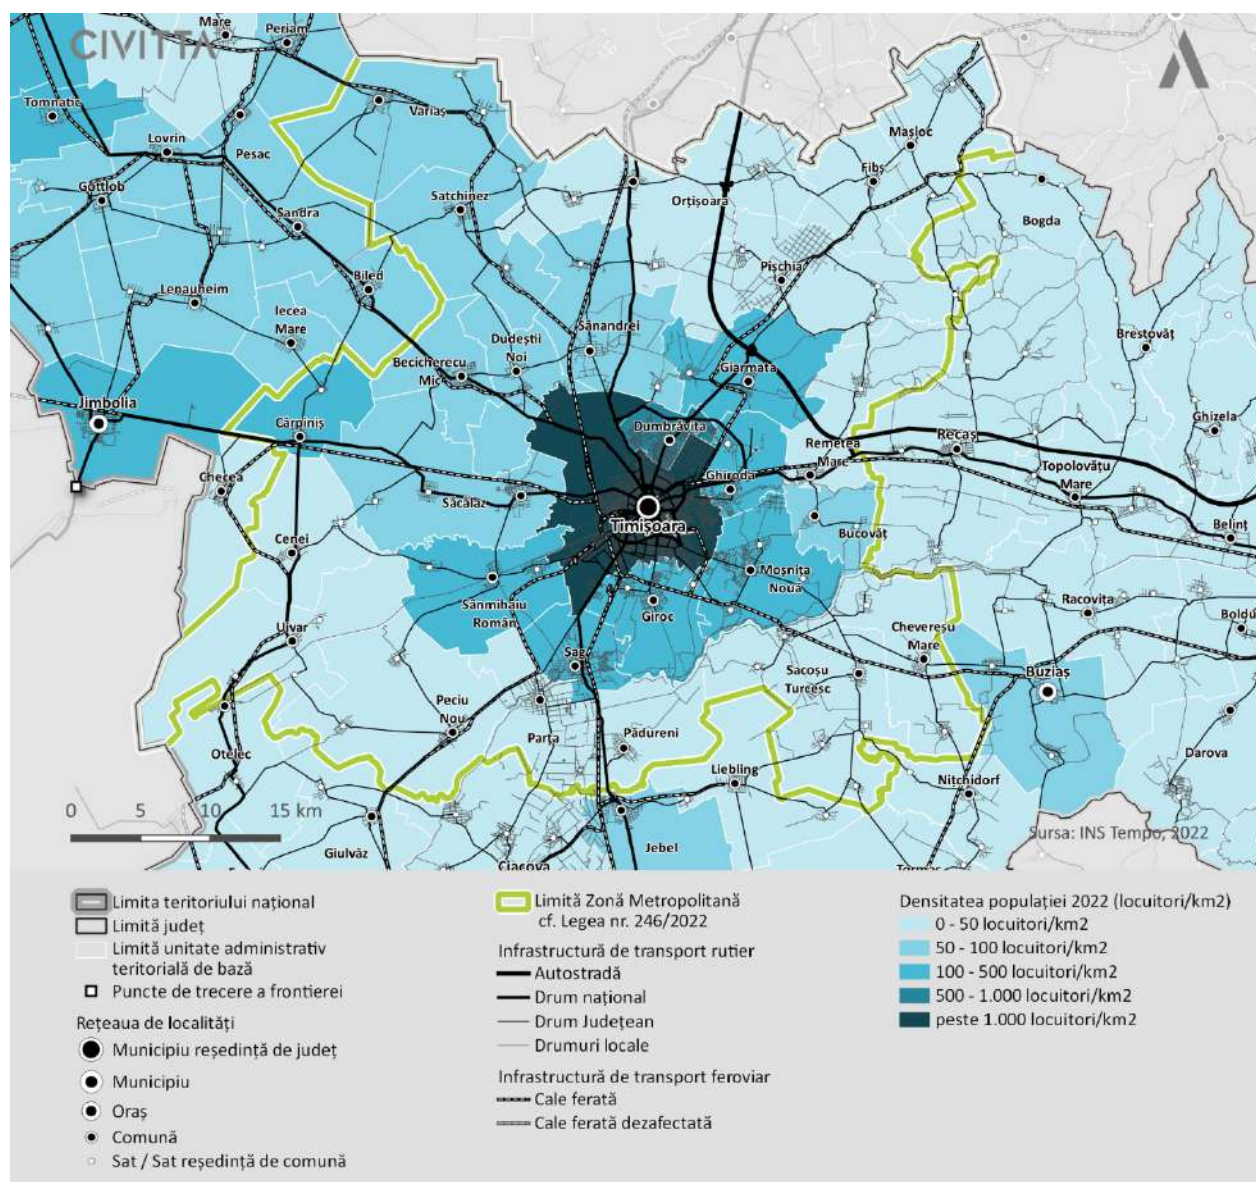 CIVITTA
Mare
Periam
Tomnatic
Variaș
Mașloc
Lovrin
Pesac
Fibiș
Gottlob
Satchinez
Orțișoara
Sandra
Bogda
Pișchia
Biled
Lenauheim
Iecea
Mare
Sânandrei
Dudeștii
Noi
Brestovăț
Becicherecu
Mic
Giarmata
Jimbolia
Cărpiniș
Dumbrăvița
Ghizela
Remetea
Mare
Recaș
Checea
Ghiroda
Topolovățu
Mare
Săcălaz
Timișoara
Belinț
Cenei
Bucovăț
Moșnița
Nouă
Sânmihaiu
Român
Giroc
Racovița
Boldu
Uivar
Chevereșu
Mare
Șag
Sacoșu
Turcesc
Buziaș
Peciu
Nou
Parța
Pădureni
Otelec
Liebling
Darova
Nitchidorf
0 5 10 15 km
Sursa: INS Tempo, 2022
Giulvăz
Jebel
Ciacova
Limita teritoriului național
Limită județ
Limită unitate administrativ
teritorială de bază
Puncte de trecere a frontierei
Rețeaua de localități
Municipiu reședință de județ
Municipiu
Oraș
Comună
Sat / Sat reședință de comună
Limită Zonă Metropolitană
cf. Legea nr. 246/2022
Infrastructură de transport rutier
Autostradă
Drum național
Drum Județean
Drumuri locale
Infrastructură de transport feroviar
Cale ferată
Cale ferată dezafectată
Densitatea populației 2022 (locuitori/km2)
0 - 50 locuitori/km2
50 - 100 locuitori/km2
100 - 500 locuitori/km2
500 - 1.000 locuitori/km2
peste 1.000 locuitori/km2